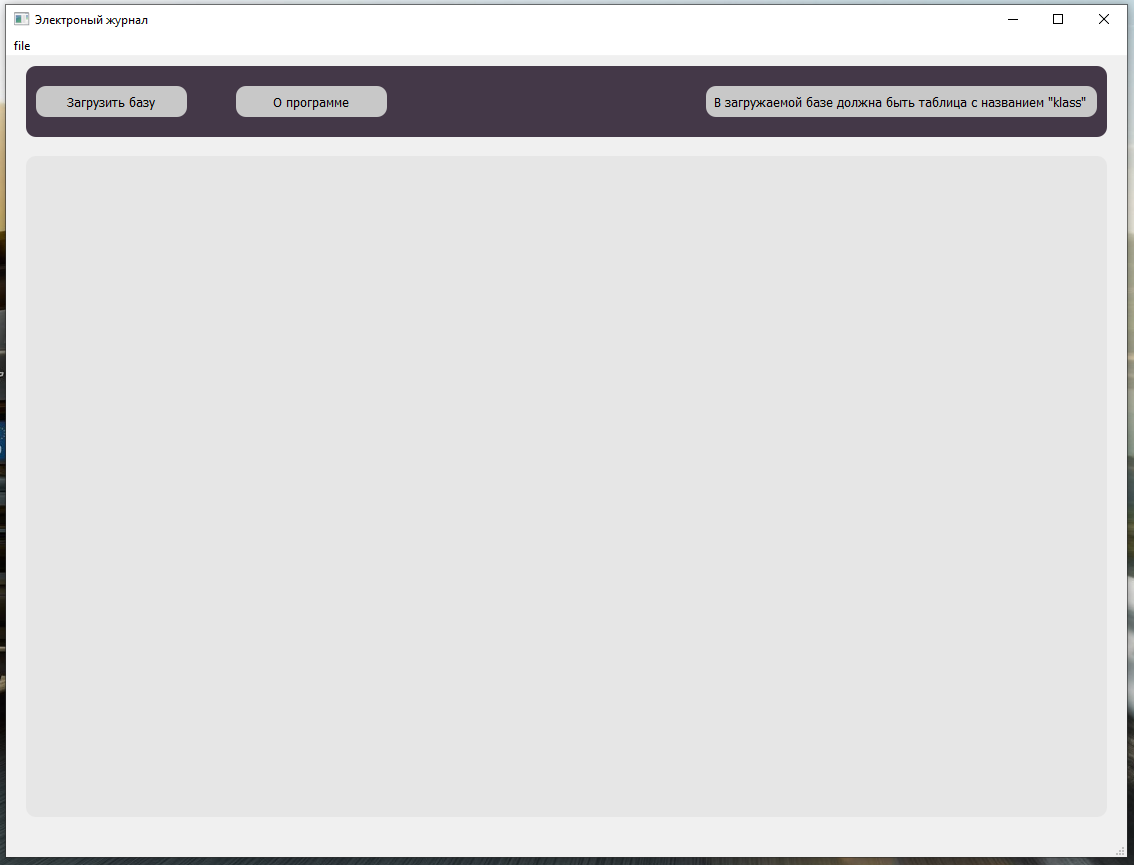 Электроный журнал
file
Загрузить базу
О программе
В загружаемой базе должна быть таблица с названием "klass"